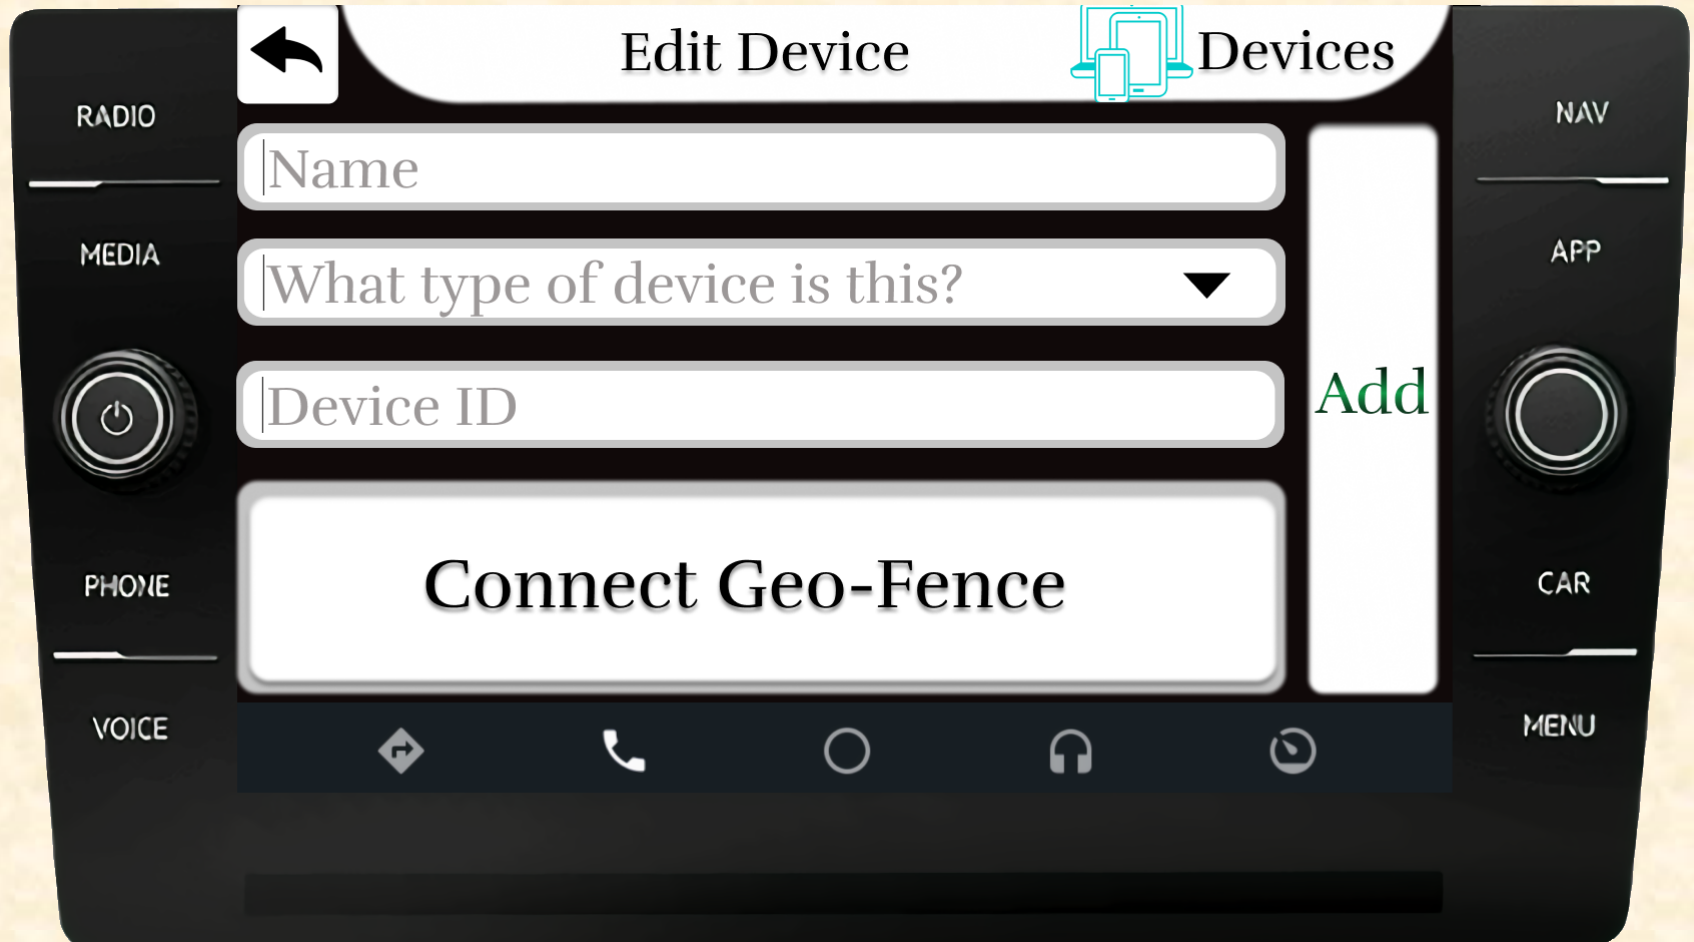 Edit Device
Devices
RADIO
MEDIA
PHONE
VOICE
Name
What type of device is this?
Device ID
Connect Geo-Fence
Add
NAV
APP
CAR
MENU